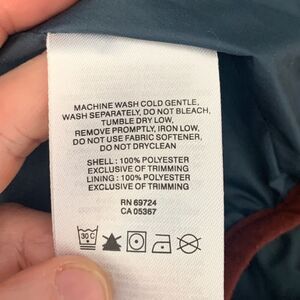 MACHINE WASH COLD GENTLE,
WASH SEPARATELY, DO NOT BLEACH,
TUMBLE DRY LOW,
REMOVE PROMPTLY, IRON LOW,
DO NOT USE FABRIC SOFTENER,
DO NOT DRYCLEAN
SHELL : 100% POLYESTER
EXCLUSIVE OF TRIMMING
LINING : 100% POLYESTER
EXCLUSIVE OF TRIMMING
RN 69724
CA 05367
30 C